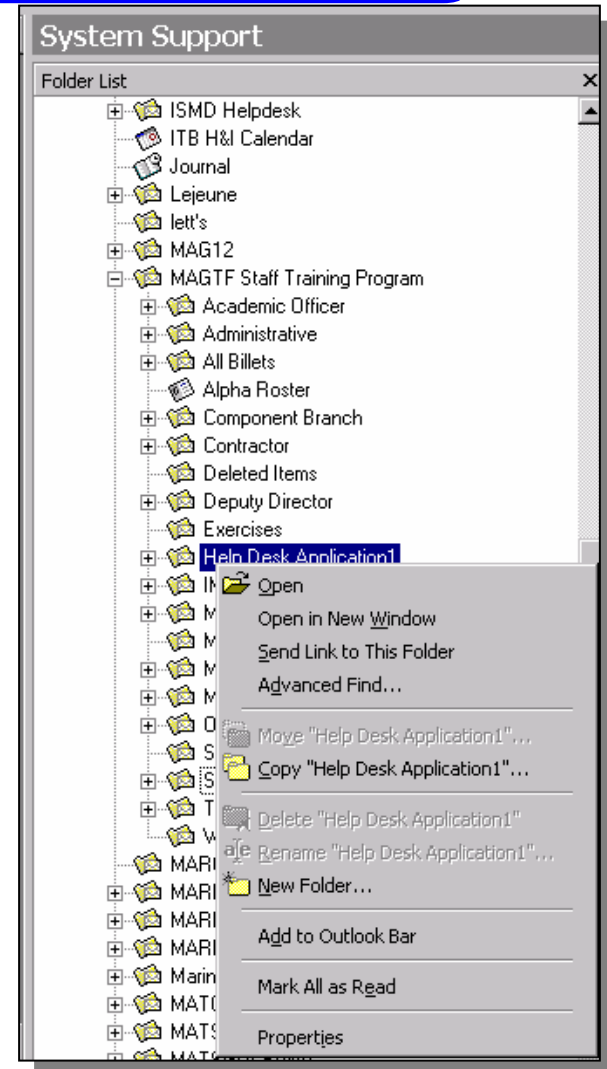 System Support
Folder List
ISMD Helpdesk
ITB H&I Calendar
Journal
Lejeune
lett's
MAG12
MAGTF Staff Training Program
Academic Officer
Administrative
All Billets
Alpha Roster
Component Branch
Contractor
Deleted Items
Deputy Director
Exercises
Help Desk Application1
Open
Open in New Window
Send Link to This Folder
Advanced Find...
Move "Help Desk Application1"...
Copy "Help Desk Application1"...
Delete "Help Desk Application1"
Rename "Help Desk Application1"...
New Folder...
Add to Outlook Bar
Mark All as Read
Properties